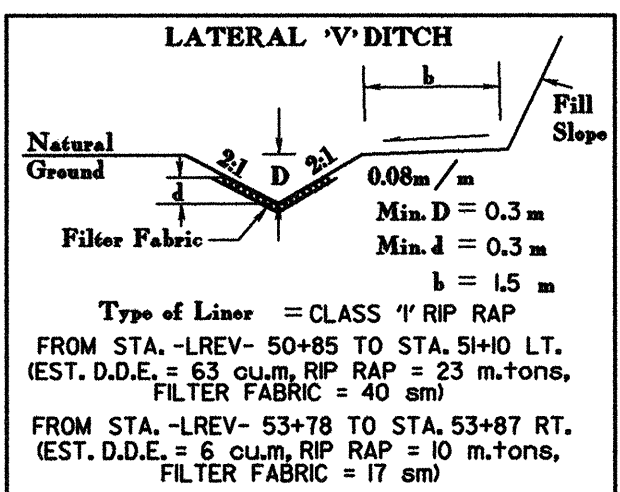 LATERAL 'V' DITCH
b
Fill
Slope
Natural
Ground
2:1
2:1
D
d
0.08m/m
Filter Fabric
Min. D = 0.3 m
Min. d = 0.3 m
b = 1.5 m
Type of Liner = CLASS 'I' RIP RAP
FROM STA. -LREV- 50+85 TO STA. 51+10 LT.
(EST. D.D.E. = 63 cu.m, RIP RAP = 23 m.tons,
FILTER FABRIC = 40 sm)
FROM STA. -LREV- 53+78 TO STA. 53+87 RT.
(EST. D.D.E. = 6 cu.m, RIP RAP = 10 m.tons,
FILTER FABRIC = 17 sm)